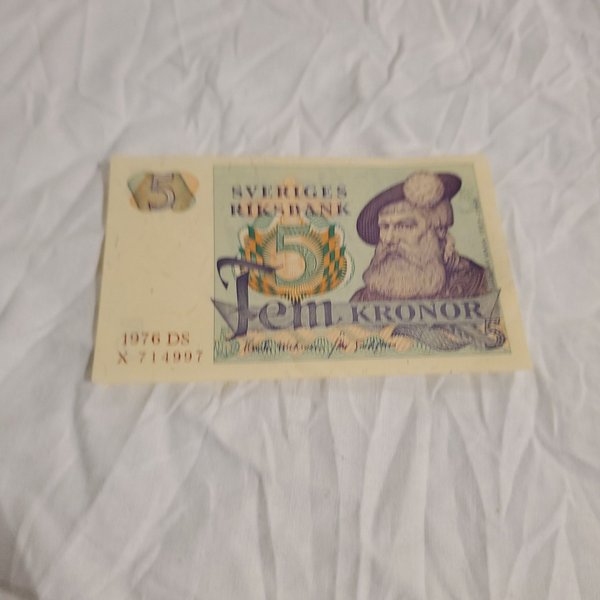 5
SVERIGES
RIKSBANK
5
Fem KRONOR
5
1976 DS
X 714997